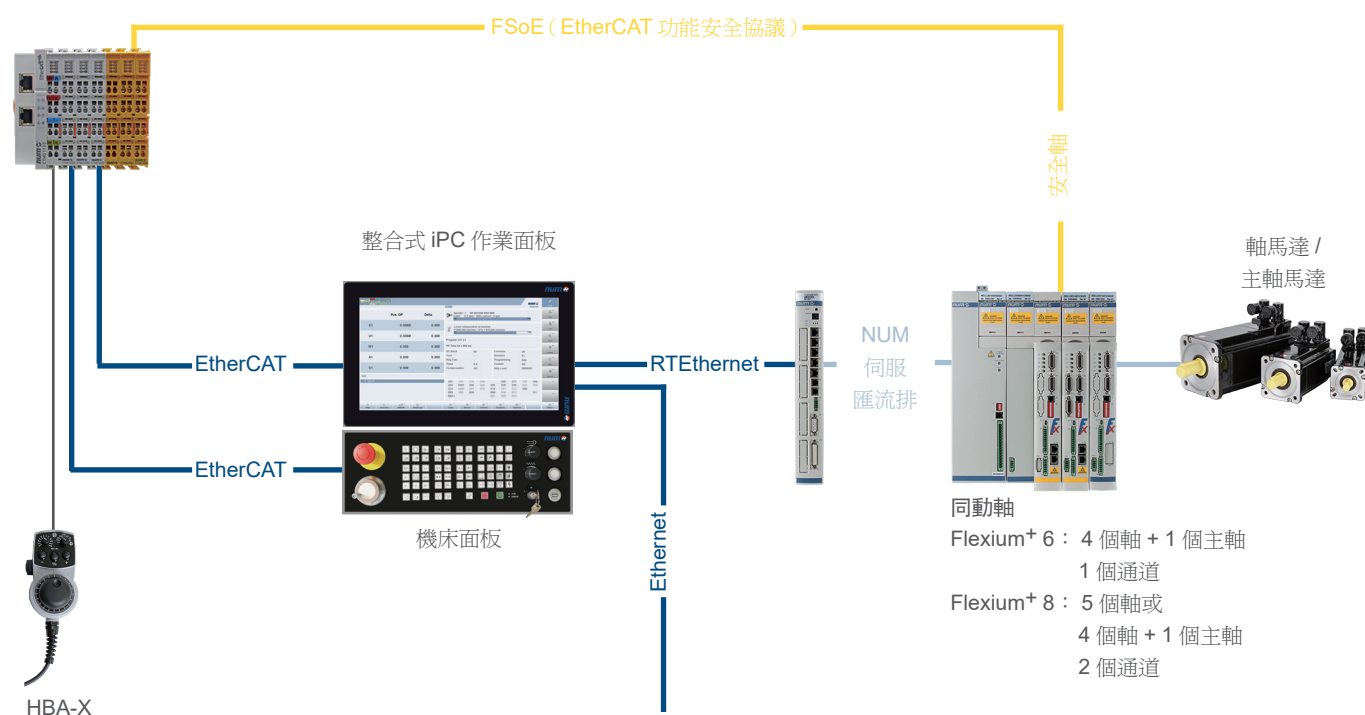 FSoE（EtherCAT 功能安全協議）
安全軸
整合式 iPC 作業面板
軸馬達 /
主軸馬達
num
EtherCAT
RTEthernet
NUM
伺服
匯流排
EtherCAT
機床面板
Ethernet
同動軸
Flexium+ 6： 4 個軸 + 1 個主軸
1 個通道
Flexium+ 8： 5 個軸或
4 個軸 + 1 個主軸
2 個通道
HBA-X